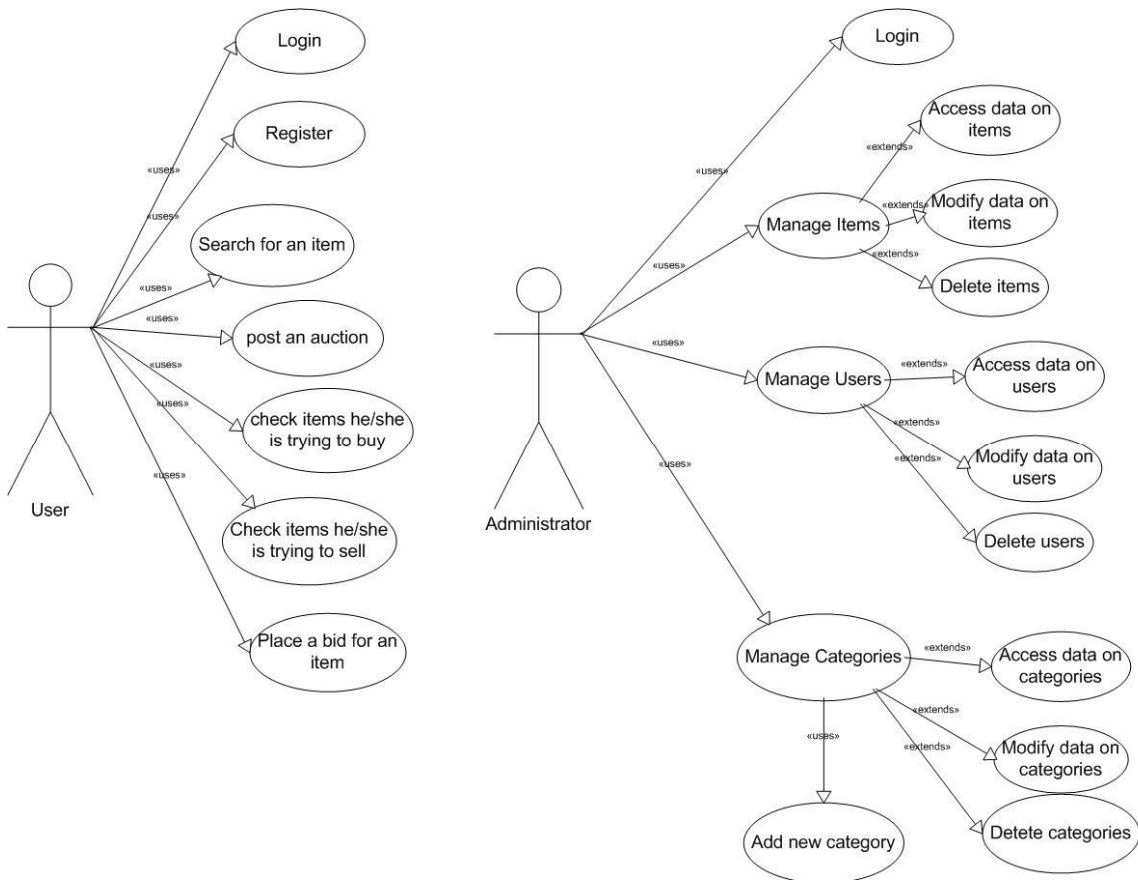 Login
Register
«uses»
«uses»
Search for an item
«uses»
«uses»
post an auction
«uses»
check items he/she
is trying to buy
«uses»
«uses»
User
Check items he/she
is trying to sell
Place a bid for an
item
Login
Access data on
items
«extends»
«uses»
Modify data on
items
«extends»
Manage Items
«extends»
«uses»
Delete items
«uses»
Manage Users
«extends»
Access data on
users
«extends»
Modify data on
users
«extends»
«uses»
Administrator
Delete users
Manage Categories
«extends»
Access data on
categories
«extends»
«uses»
«extends»
Modify data on
categories
Add new category
Detete categories